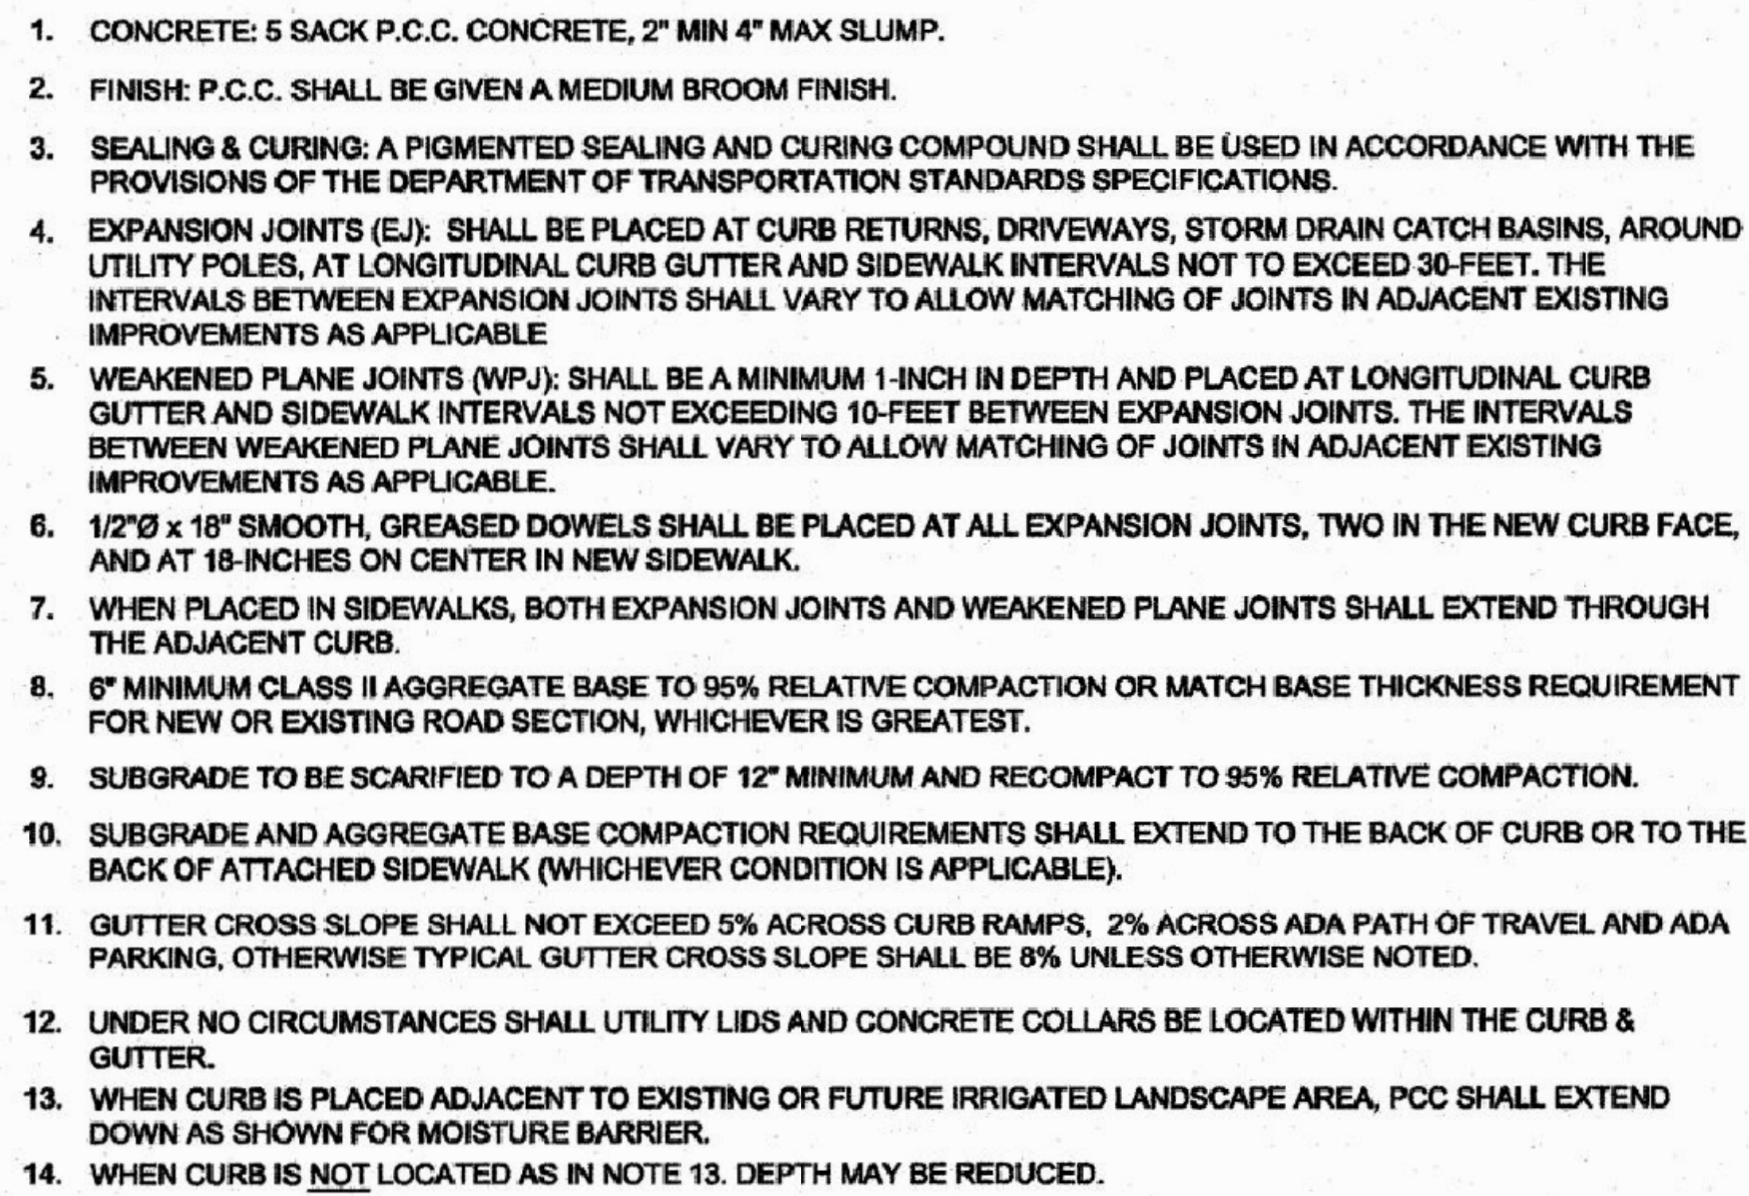 1. CONCRETE: 5 SACK P.C.C. CONCRETE, 2" MIN 4" MAX SLUMP.
2. FINISH: P.C.C. SHALL BE GIVEN A MEDIUM BROOM FINISH.
3. SEALING & CURING: A PIGMENTED SEALING AND CURING COMPOUND SHALL BE USED IN ACCORDANCE WITH THE
PROVISIONS OF THE DEPARTMENT OF TRANSPORTATION STANDARDS SPECIFICATIONS.
4. EXPANSION JOINTS (EJ): SHALL BE PLACED AT CURB RETURNS, DRIVEWAYS, STORM DRAIN CATCH BASINS, AROUND
UTILITY POLES, AT LONGITUDINAL CURB GUTTER AND SIDEWALK INTERVALS NOT TO EXCEED 30-FEET. THE
INTERVALS BETWEEN EXPANSION JOINTS SHALL VARY TO ALLOW MATCHING OF JOINTS IN ADJACENT EXISTING
IMPROVEMENTS AS APPLICABLE
5. WEAKENED PLANE JOINTS (WPJ): SHALL BE A MINIMUM 1-INCH IN DEPTH AND PLACED AT LONGITUDINAL CURB
GUTTER AND SIDEWALK INTERVALS NOT EXCEEDING 10-FEET BETWEEN EXPANSION JOINTS. THE INTERVALS
BETWEEN WEAKENED PLANE JOINTS SHALL VARY TO ALLOW MATCHING OF JOINTS IN ADJACENT EXISTING
IMPROVEMENTS AS APPLICABLE.
6. 1/2"Ø x 18" SMOOTH, GREASED DOWELS SHALL BE PLACED AT ALL EXPANSION JOINTS, TWO IN THE NEW CURB FACE,
AND AT 18-INCHES ON CENTER IN NEW SIDEWALK.
7. WHEN PLACED IN SIDEWALKS, BOTH EXPANSION JOINTS AND WEAKENED PLANE JOINTS SHALL EXTEND THROUGH
THE ADJACENT CURB.
8. 6" MINIMUM CLASS II AGGREGATE BASE TO 95% RELATIVE COMPACTION OR MATCH BASE THICKNESS REQUIREMENT
FOR NEW OR EXISTING ROAD SECTION, WHICHEVER IS GREATEST.
9. SUBGRADE TO BE SCARIFIED TO A DEPTH OF 12" MINIMUM AND RECOMPACT TO 95% RELATIVE COMPACTION.
10. SUBGRADE AND AGGREGATE BASE COMPACTION REQUIREMENTS SHALL EXTEND TO THE BACK OF CURB OR TO THE
BACK OF ATTACHED SIDEWALK (WHICHEVER CONDITION IS APPLICABLE).
11. GUTTER CROSS SLOPE SHALL NOT EXCEED 5% ACROSS CURB RAMPS, 2% ACROSS ADA PATH OF TRAVEL AND ADA
PARKING, OTHERWISE TYPICAL GUTTER CROSS SLOPE SHALL BE 8% UNLESS OTHERWISE NOTED.
12. UNDER NO CIRCUMSTANCES SHALL UTILITY LIDS AND CONCRETE COLLARS BE LOCATED WITHIN THE CURB &
GUTTER.
13. WHEN CURB IS PLACED ADJACENT TO EXISTING OR FUTURE IRRIGATED LANDSCAPE AREA, PCC SHALL EXTEND
DOWN AS SHOWN FOR MOISTURE BARRIER.
14. WHEN CURB IS NOT LOCATED AS IN NOTE 13. DEPTH MAY BE REDUCED.